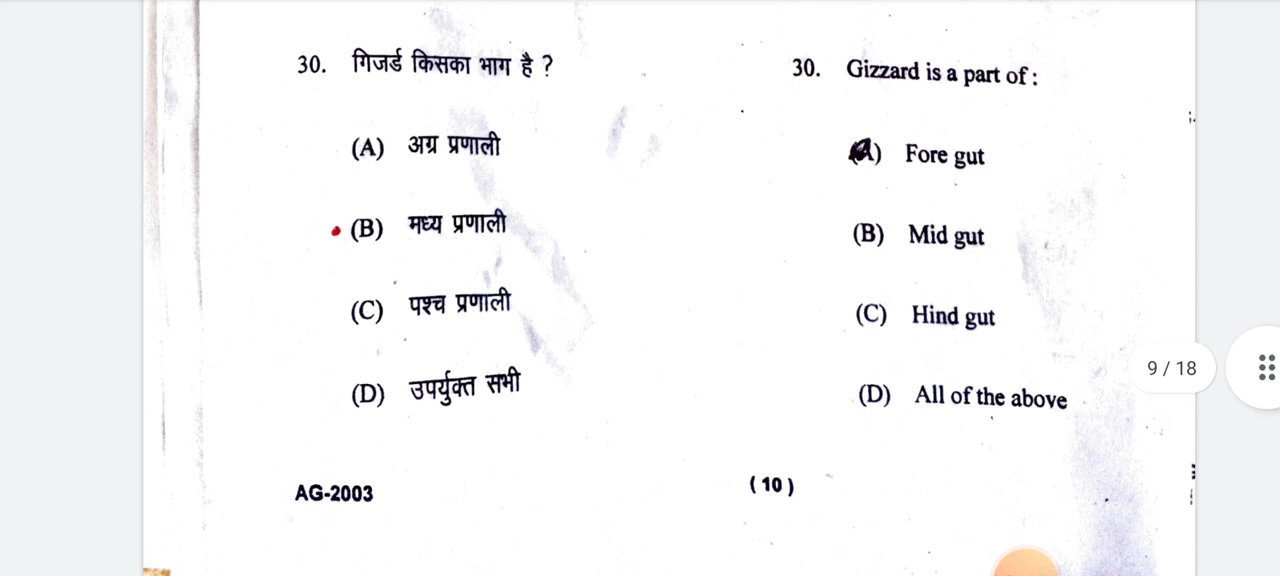 30. गिजर्ड किसका भाग है ?
(A) अग्र प्रणाली
(B) मध्य प्रणाली
(C) पश्च प्रणाली
(D) उपर्युक्त सभी
30. Gizzard is a part of :
(A) Fore gut
(B) Mid gut
(C) Hind gut
(D) All of the above
9 / 18
AG-2003
( 10 )